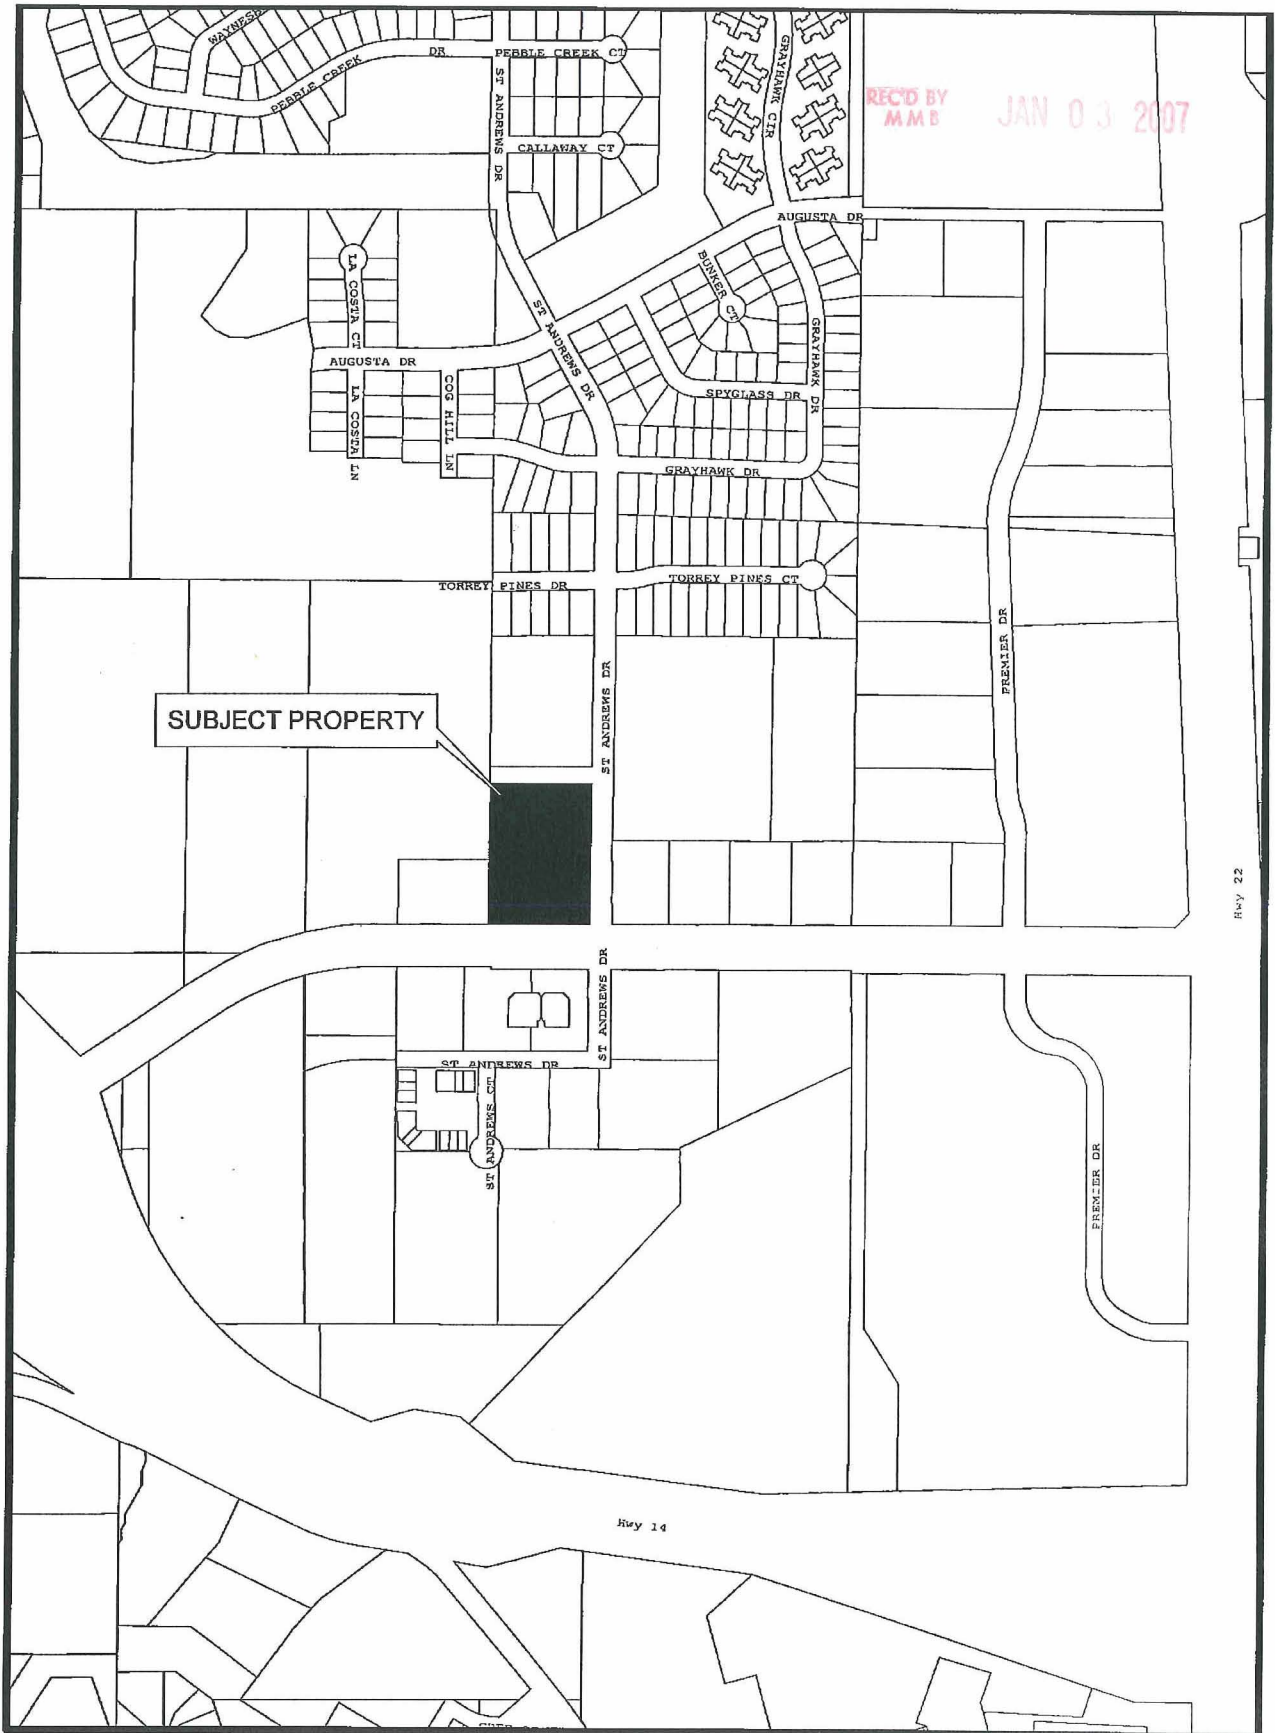 PEBBLE CREEK
DR
PEBBLE CREEK CT
ST ANDREWS DR
CALLAWAY CT
GRAYHAWK CIR
REC'D BY
MMB
JAN 03 2007
AUGUSTA DR
LA COSTA CT
BUNKER CT
ST ANDREWS DR
AUGUSTA DR
GRAYHAWK DR
LA COSTA LN
COG HILL LN
SPYGLASS DR
GRAYHAWK DR
TORREY PINES DR
TORREY PINES CT
PREMIER DR
SUBJECT PROPERTY
ST ANDREWS DR
Hwy 22
ST ANDREWS DR
ST ANDREWS DR
ST ANDREWS CT
PREMIER DR
Hwy 14